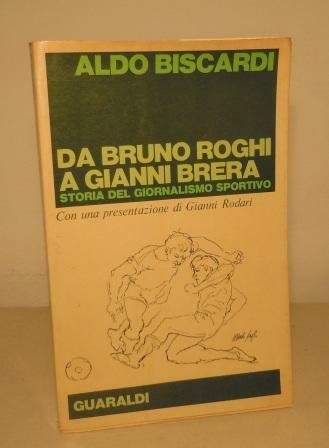 ALDO BISCARDI
DA BRUNO ROGHI
A GIANNI BRERA
STORIA DEL GIORNALISMO SPORTIVO
Con una presentazione di Gianni Rodari
GUARALDI